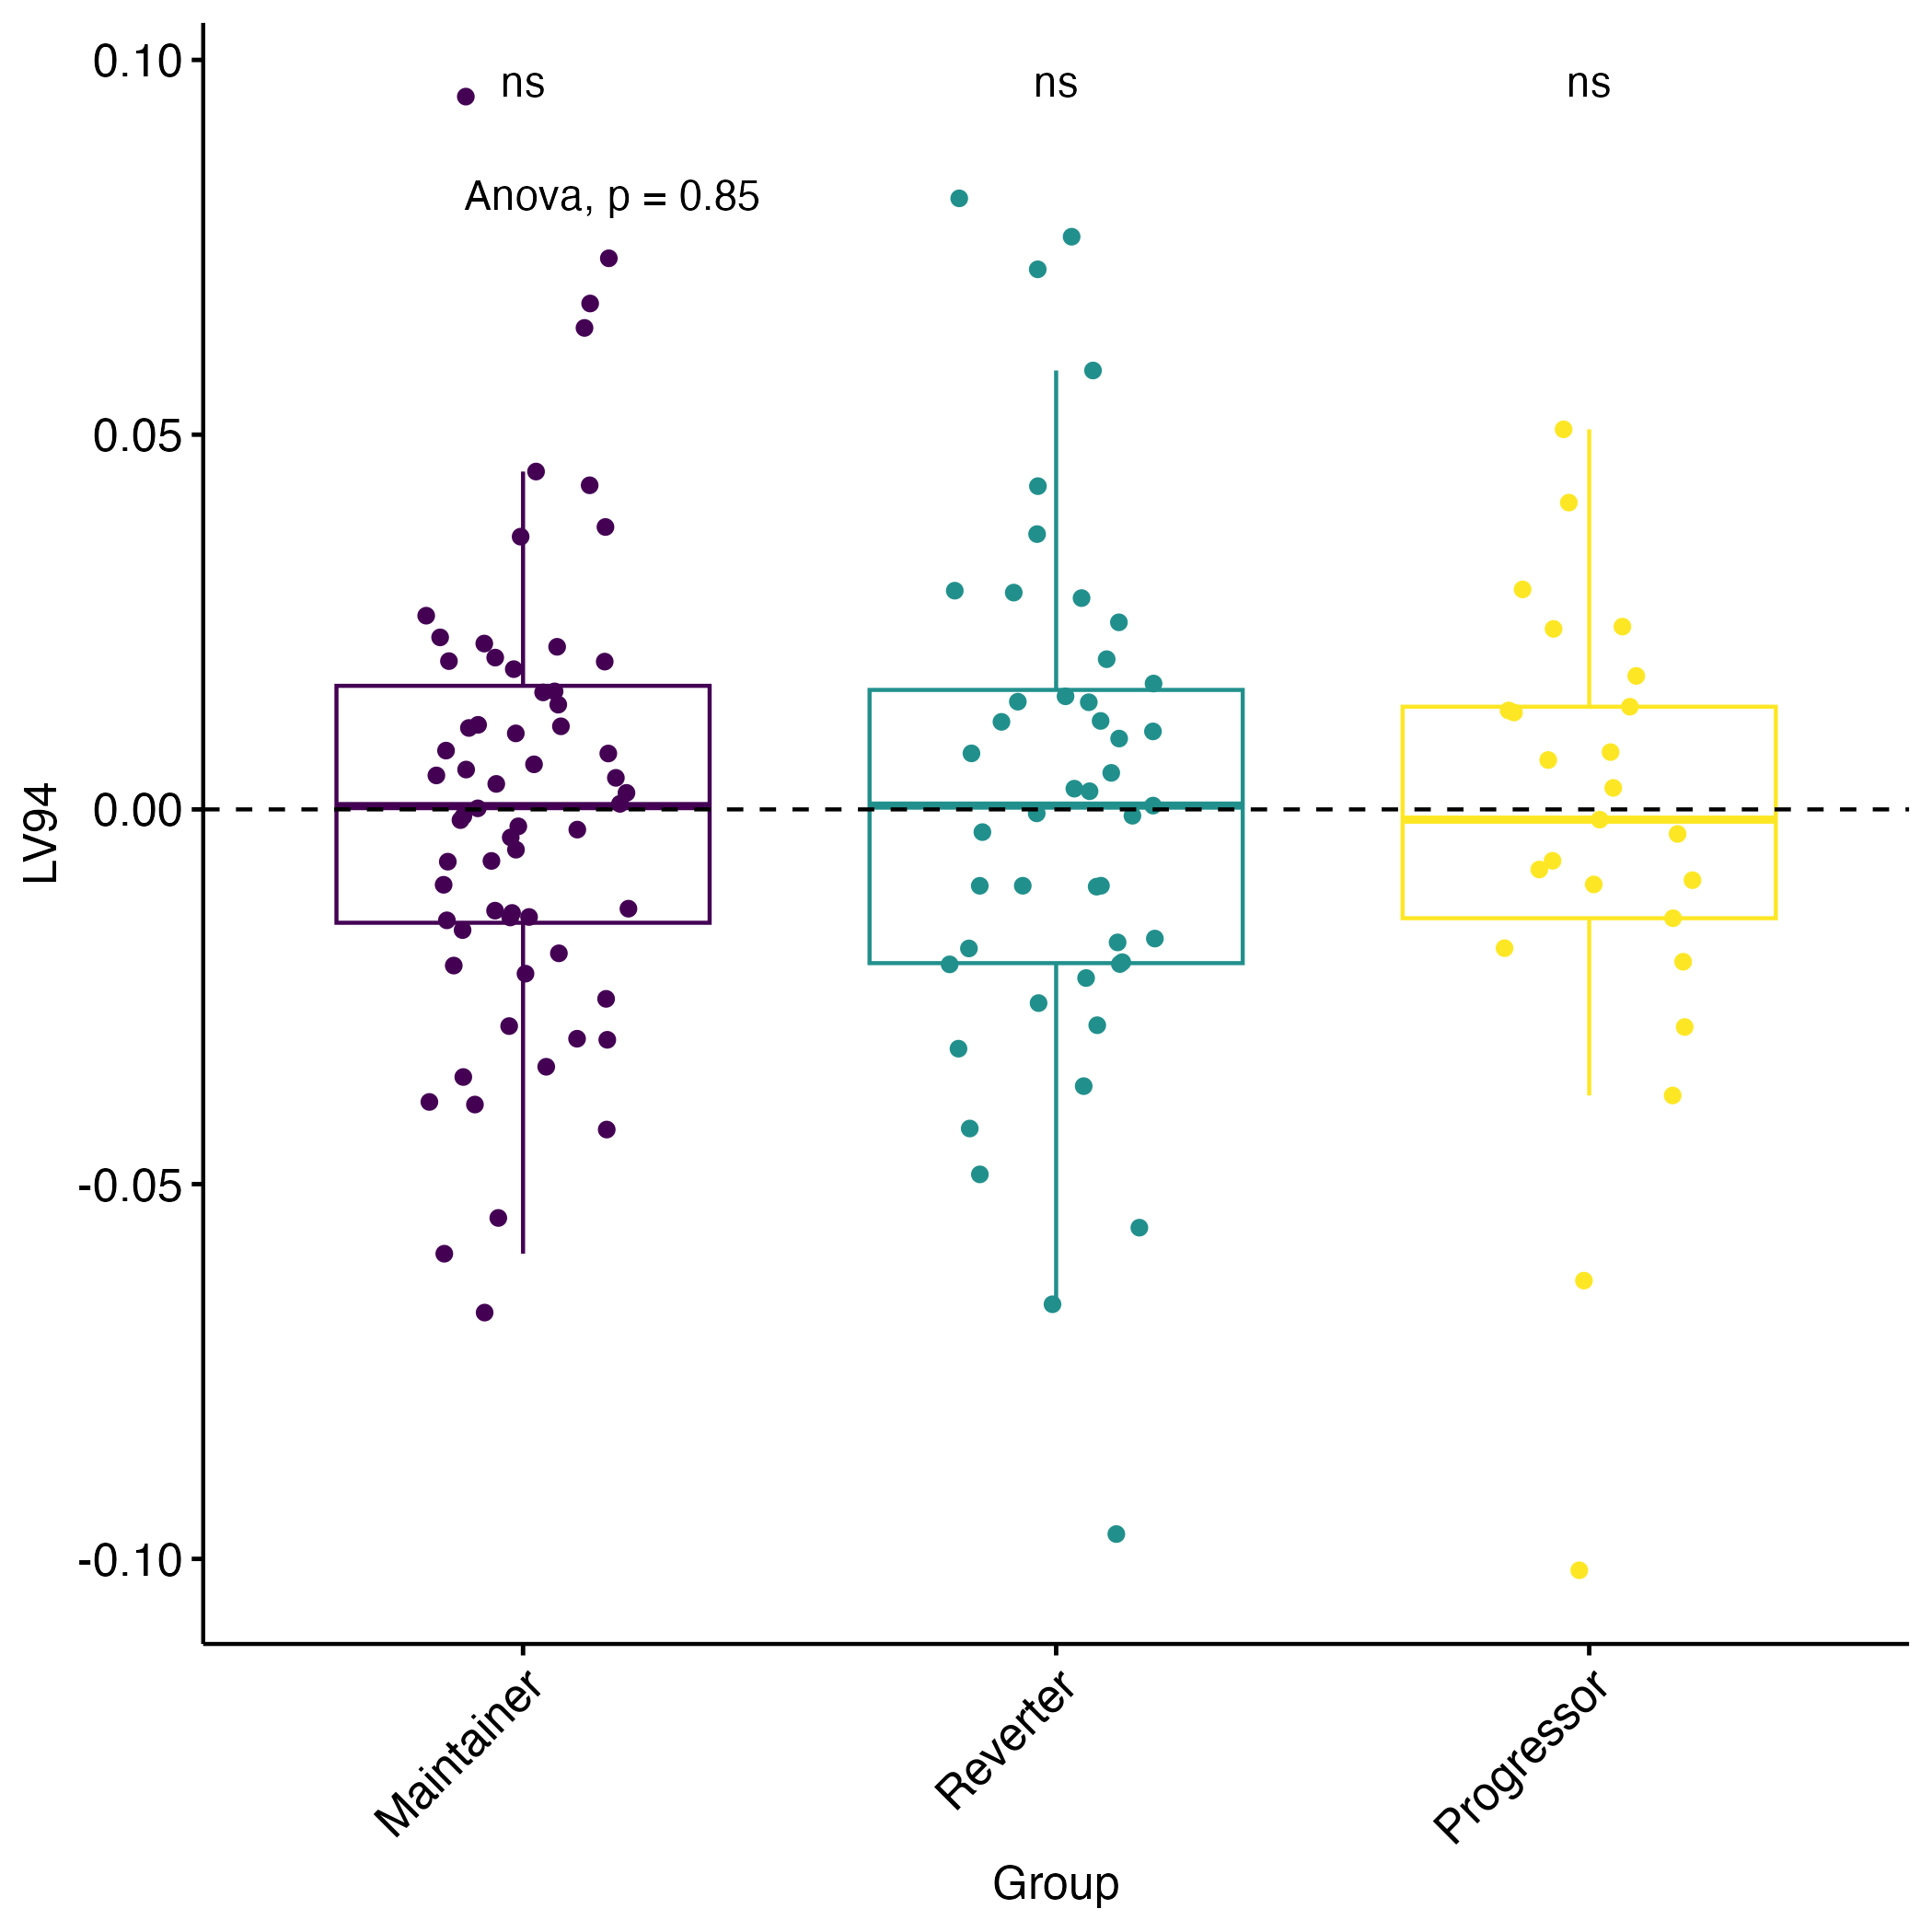 ns ns ns
Anova, p = 0.85
0.10
0.05
0.00
-0.05
-0.10
LV94
Maintainer
Reverter
Progressor
Group